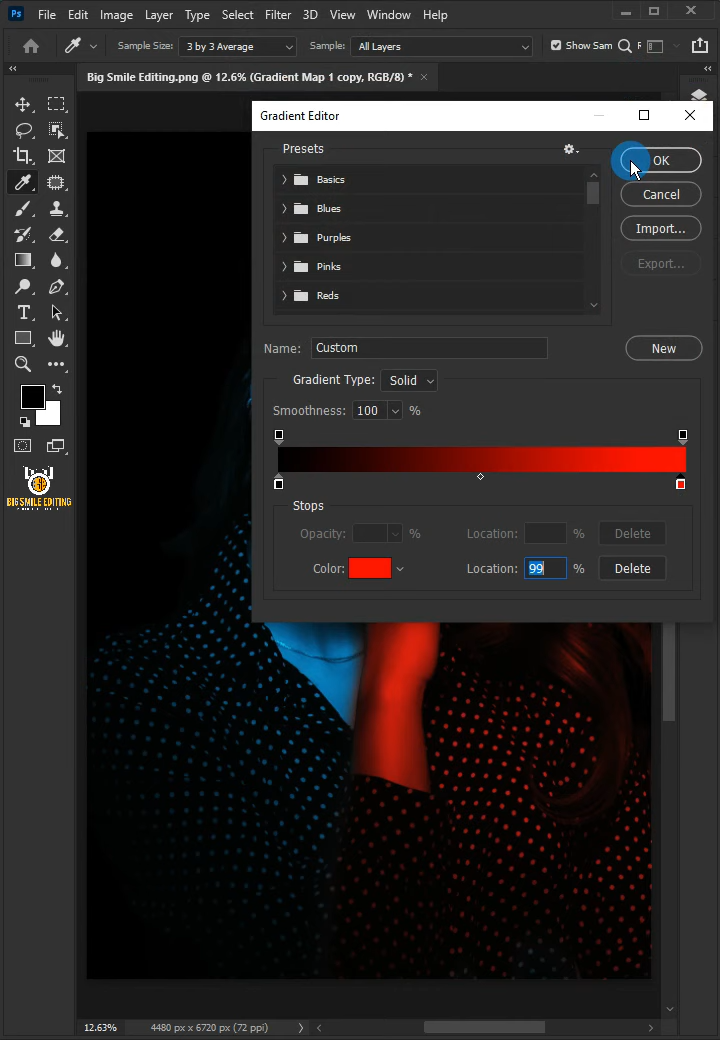 Ps File Edit Image Layer Type Select Filter 3D View Window Help
Sample Size: 3 by 3 Average Sample: All Layers Show Sam
Big Smile Editing.png @ 12.6% (Gradient Map 1 copy, RGB/8) *
Gradient Editor
Presets
OK
Basics
Cancel
Blues
Import...
Purples
Export...
Pinks
Reds
Name: Custom
New
Gradient Type: Solid
Smoothness: 100 %
BIG SMILE EDITING
Stops
Opacity: % Location: % Delete
Color: Location: 99 % Delete
12.63% 4480 px x 6720 px (72 ppi)